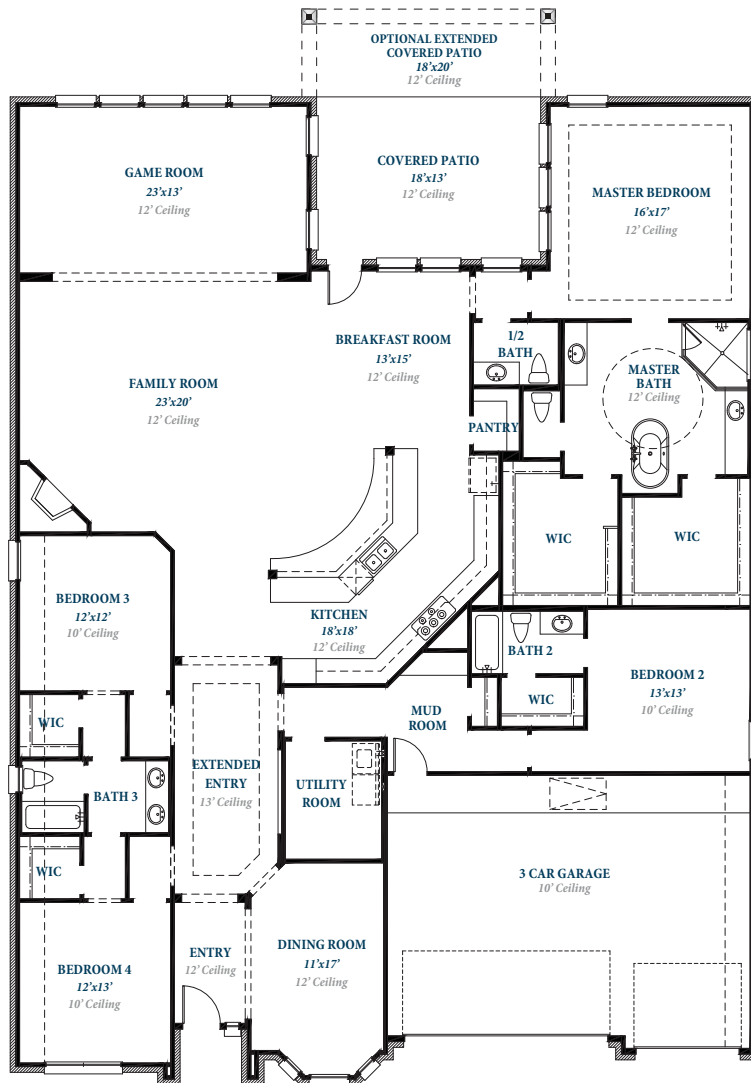 OPTIONAL EXTENDED
COVERED PATIO
18'x20'
12' Ceiling
GAME ROOM
23'x13'
12' Ceiling
COVERED PATIO
18'x13'
12' Ceiling
MASTER BEDROOM
16'x17'
12' Ceiling
FAMILY ROOM
23'x20'
12' Ceiling
BREAKFAST ROOM
13'x15'
12' Ceiling
1/2
BATH
MASTER
BATH
12' Ceiling
PANTRY
WIC
WIC
KITCHEN
18'x18'
12' Ceiling
BEDROOM 3
12'x12'
10' Ceiling
BATH 2
WIC
BEDROOM 2
13'x13'
10' Ceiling
WIC
MUD
ROOM
EXTENDED
ENTRY
13' Ceiling
UTILITY
ROOM
BATH 3
WIC
3 CAR GARAGE
10' Ceiling
BEDROOM 4
12'x13'
10' Ceiling
ENTRY
12' Ceiling
DINING ROOM
11'x17'
12' Ceiling